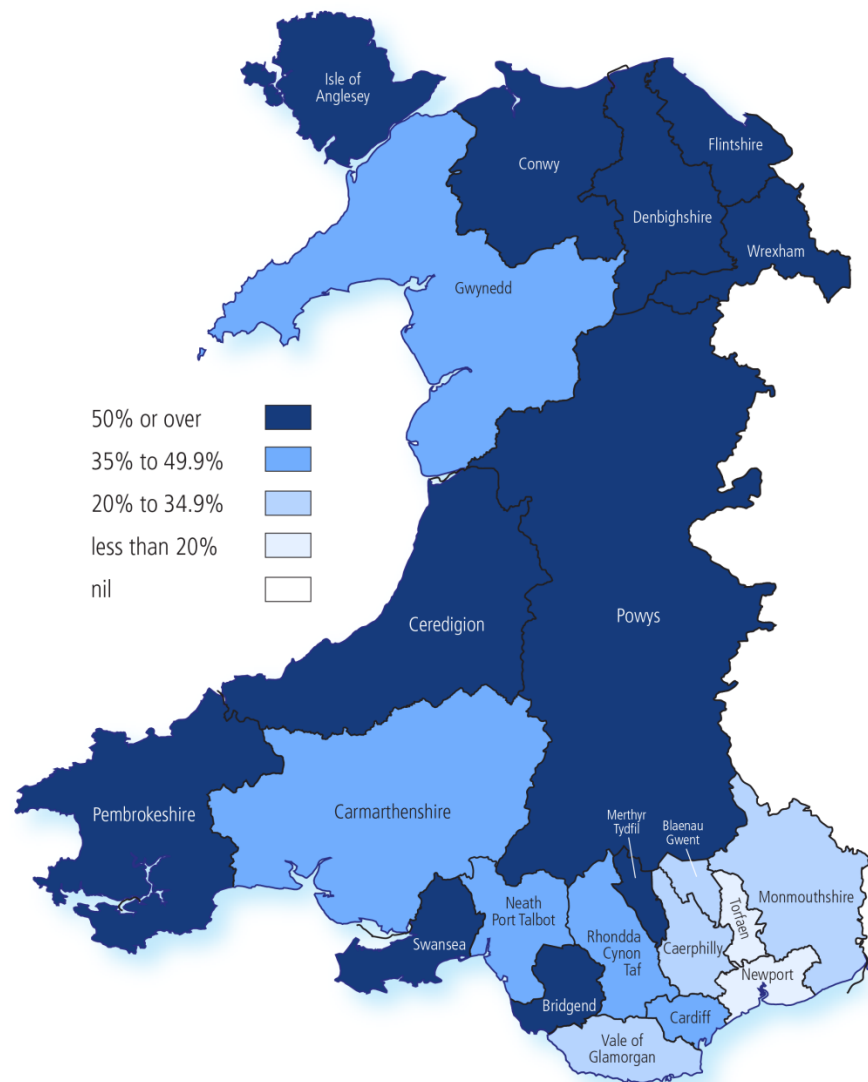 Isle of
Anglesey
Conwy
Flintshire
Denbighshire
Wrexham
Gwynedd
50% or over
35% to 49.9%
20% to 34.9%
less than 20%
nil
Ceredigion
Powys
Pembrokeshire
Carmarthenshire
Merthyr
Tydfil
Blaenau
Gwent
Monmouthshire
Neath
Port Talbot
Torfaen
Swansea
Rhondda
Cynon
Taf
Caerphilly
Newport
Bridgend
Cardiff
Vale of
Glamorgan